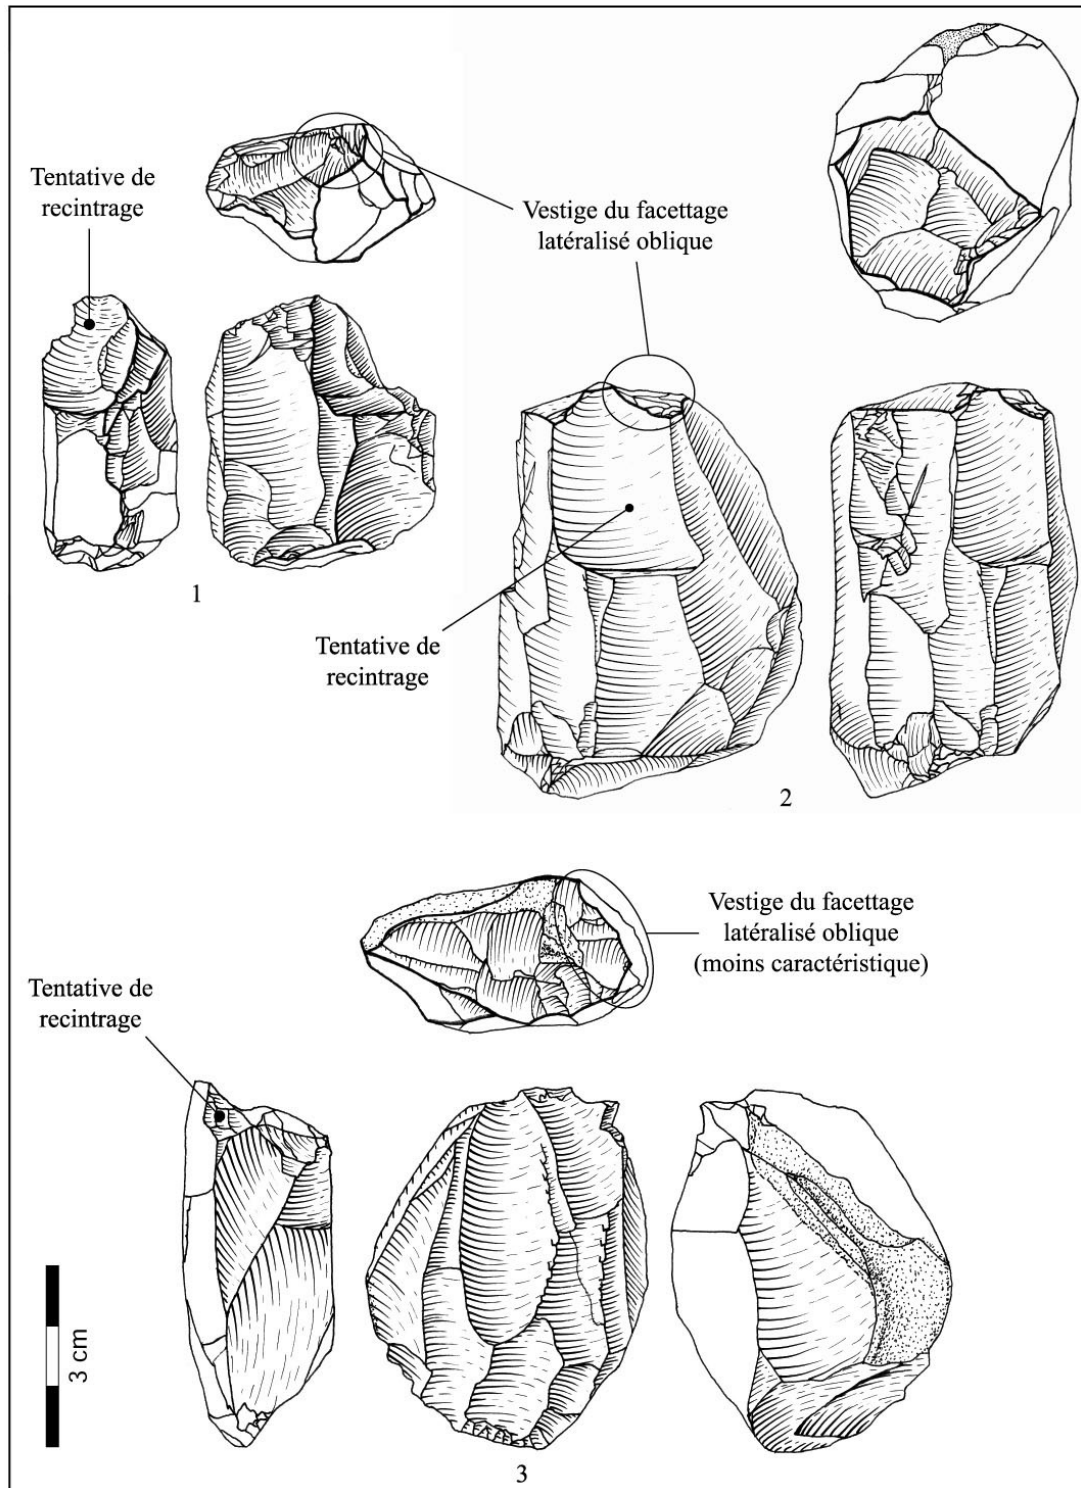 Tentative de
recintrage
Vestige du facettage
latéralisé oblique
1
Tentative de
recintrage
2
Vestige du facettage
latéralisé oblique
(moins caractéristique)
Tentative de
recintrage
3 cm
3